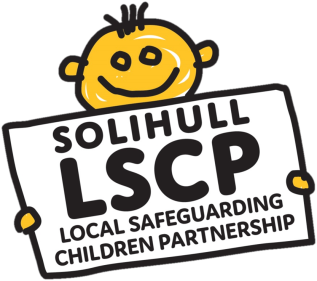 SOLIHULL
LSCP
LOCAL SAFEGUARDING
CHILDREN PARTNERSHIP